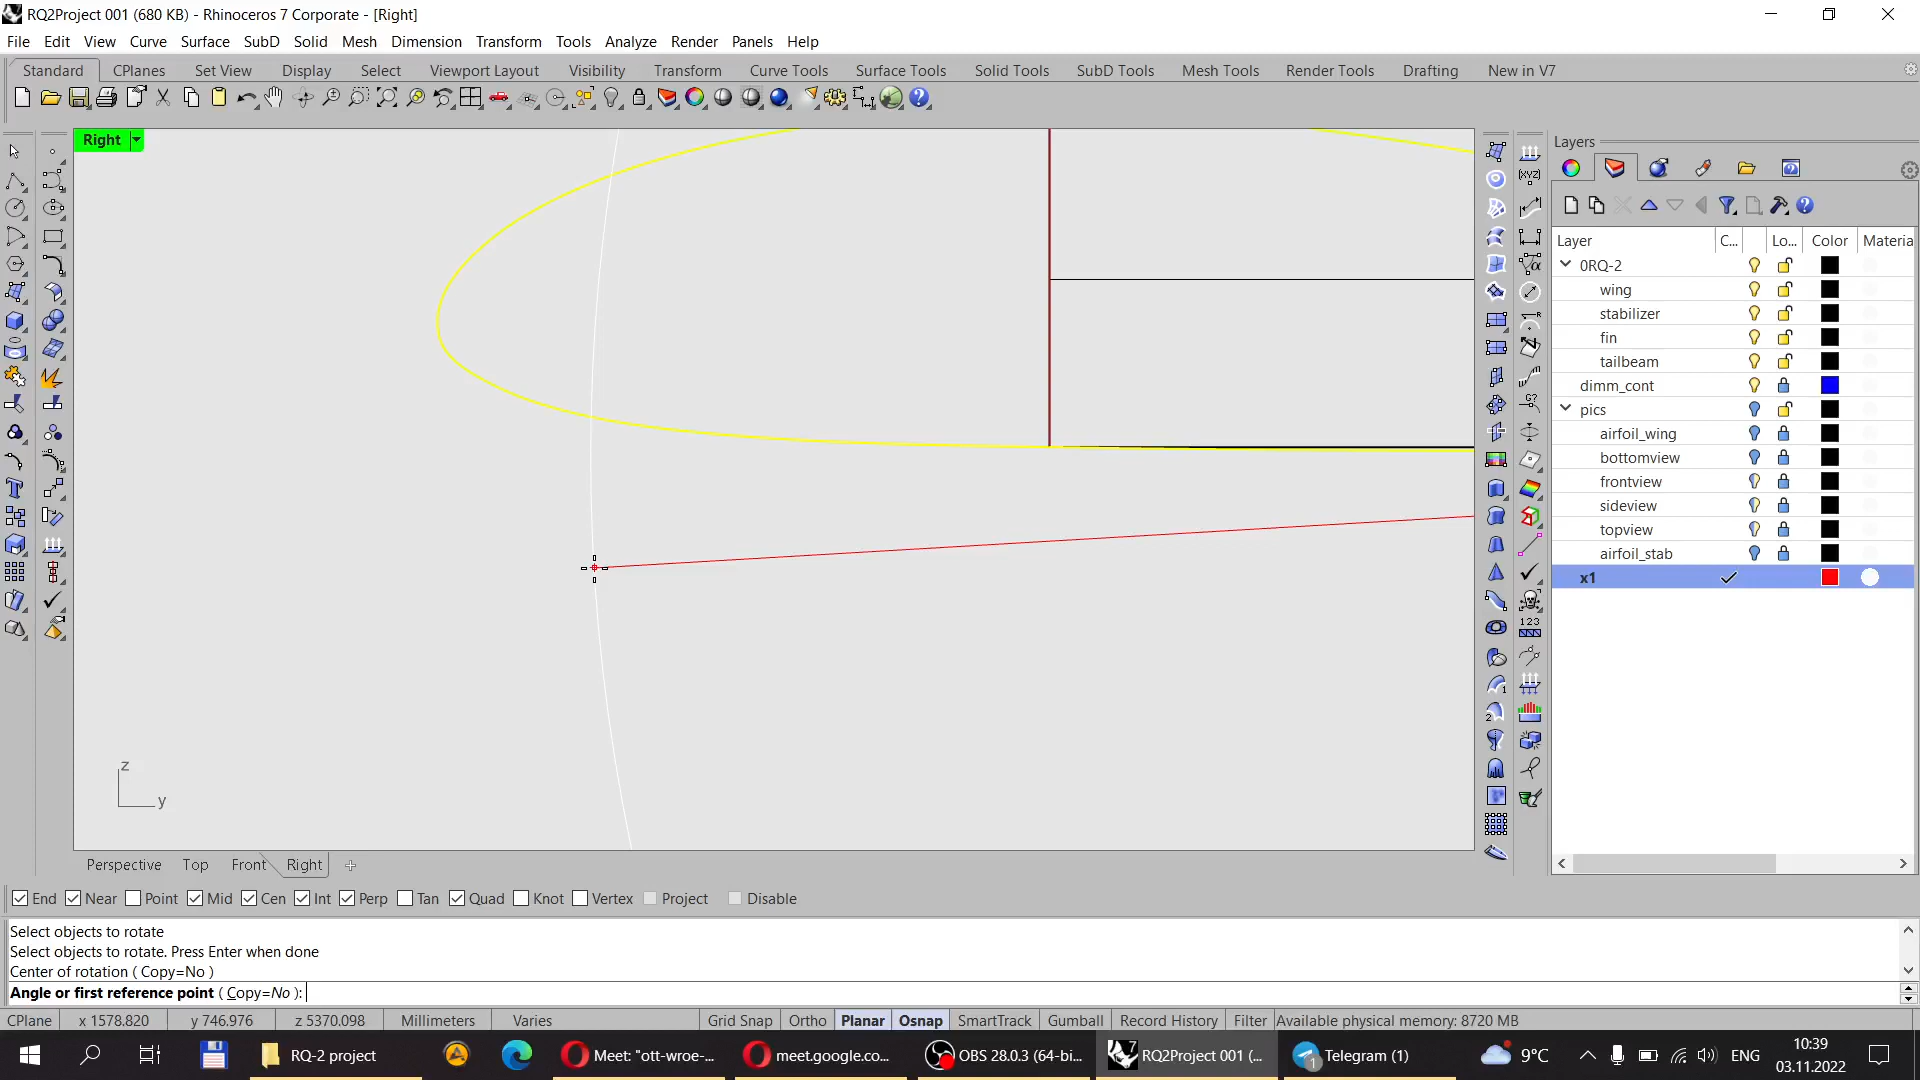 RQ2Project 001 (680 KB) - Rhinoceros 7 Corporate - [Right]
File Edit View Curve Surface SubD Solid Mesh Dimension Transform Tools Analyze Render Panels Help
Standard CPlanes Set View Display Select Viewport Layout Visibility Transform Curve Tools Surface Tools Solid Tools SubD Tools Mesh Tools Render Tools Drafting New in V7
Right
Layers
Layer C... Lo... Color Materia
0RQ-2
wing
stabilizer
fin
tailbeam
dimm_cont
pics
airfoil_wing
bottomview
frontview
sideview
topview
airfoil_stab
x1
z
y
Perspective Top Front Right
End Near Point Mid Cen Int Perp Tan Quad Knot Vertex Project Disable
Select objects to rotate
Select objects to rotate. Press Enter when done
Center of rotation ( Copy=No )
Angle or first reference point ( Copy=No ):
CPlane x 1578.820 y 746.976 z 5370.098 Millimeters Varies Grid Snap Ortho Planar Osnap SmartTrack Gumball Record History Filter Available physical memory: 8720 MB
RQ-2 project Meet: "ott-wroe-... meet.google.co... OBS 28.0.3 (64-bi... RQ2Project 001 (... Telegram (1) 9°C ENG 10:39
03.11.2022